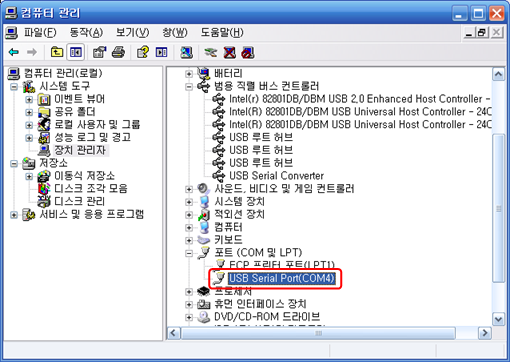 컴퓨터 관리
파일(F) 동작(A) 보기(V) 창(W) 도움말(H)
컴퓨터 관리(로컬)
시스템 도구
이벤트 뷰어
공유 폴더
로컬 사용자 및 그룹
성능 로그 및 경고
장치 관리자
저장소
이동식 저장소
디스크 조각 모음
디스크 관리
서비스 및 응용 프로그램
배터리
범용 직렬 버스 컨트롤러
Intel(r) 82801DB/DBM USB 2,0 Enhanced Host Controller -
Intel(R) 82801DB/DBM USB Universal Host Controller - 24C
Intel(R) 82801DB/DBM USB Universal Host Controller - 24C
Intel(R) 82801DB/DBM USB Universal Host Controller - 24C
USB 루트 허브
USB 루트 허브
USB 루트 허브
USB Serial Converter
사운드, 비디오 및 게임 컨트롤러
시스템 장치
적외선 장치
컴퓨터
키보드
포트 (COM 및 LPT)
ECP 프린터 포트(LPT1)
USB Serial Port(COM4)
프로세서
휴먼 인터페이스 장치
DVD/CD-ROM 드라이브